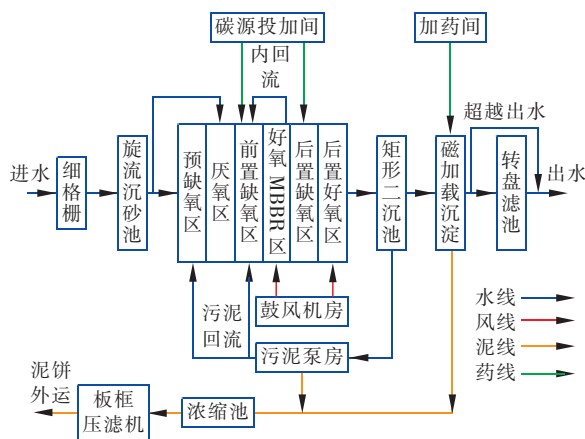 碳源投加间
加药间
内回
流
超越出水
进水
细格栅
旋流沉砂池
预缺氧区
厌氧区
前置缺氧区
好氧MBBR区
后置缺氧区
后置好氧区
矩形二沉池
磁加载沉淀
转盘滤池
出水
污泥
回流
鼓风机房
污泥泵房
水线
风线
泥线
药线
泥饼
外运
板框
压滤机
浓缩池